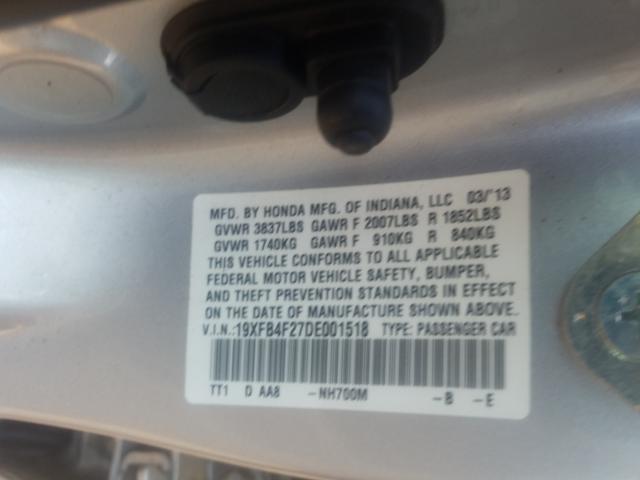 MFD. BY HONDA MFG. OF INDIANA, LLC 03/'13
GVWR 3837LBS GAWR F 2007LBS R 1852LBS
GVWR 1740KG GAWR F 910KG R 840KG
THIS VEHICLE CONFORMS TO ALL APPLICABLE
FEDERAL MOTOR VEHICLE SAFETY, BUMPER,
AND THEFT PREVENTION STANDARDS IN EFFECT
ON THE DATE OF MANUFACTURE SHOWN ABOVE.
V.I.N.:19XFB4F27DE001518 TYPE: PASSENGER CAR
TT1 D AA8 -NH700M -B -E